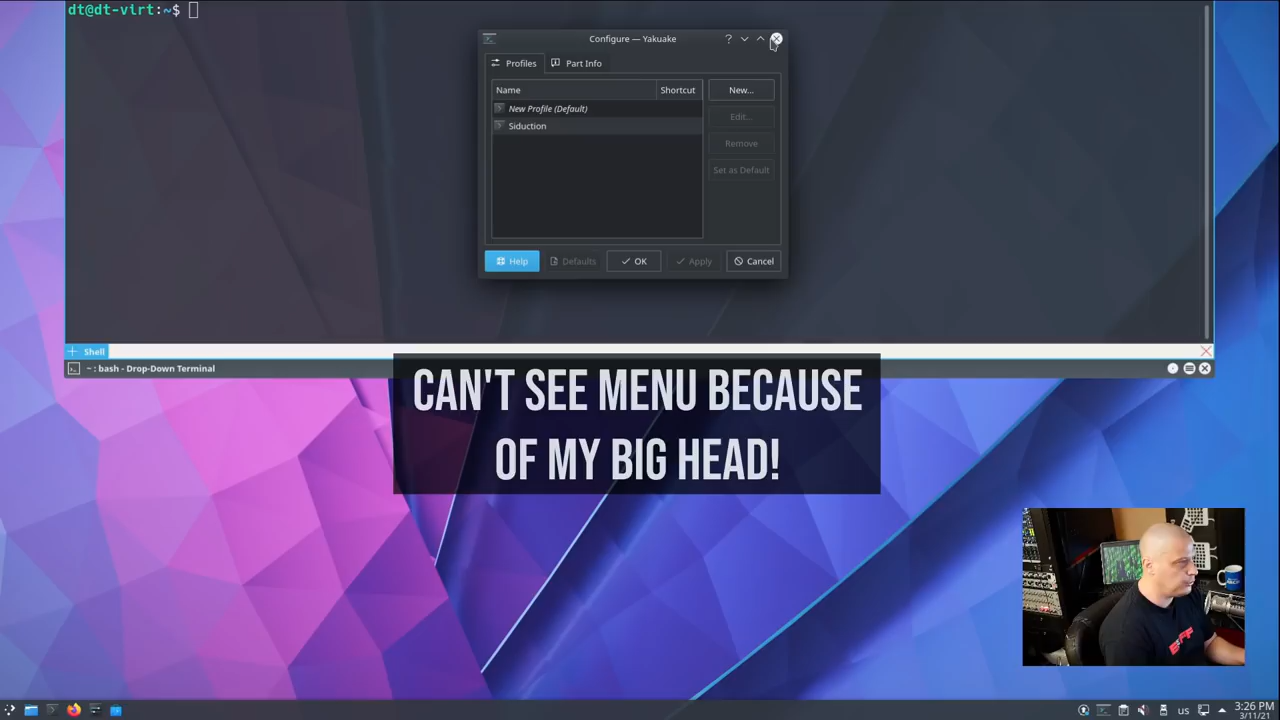 dt@dt-virt:~$
Configure — Yakuake
Profiles
Part Info
Name
Shortcut
New Profile (Default)
Siduction
New...
Edit...
Remove
Set as Default
Help
Defaults
OK
Apply
Cancel
Shell
~ : bash - Drop-Down Terminal
CAN'T SEE MENU BECAUSE
OF MY BIG HEAD!
us
3:26 PM
3/11/21